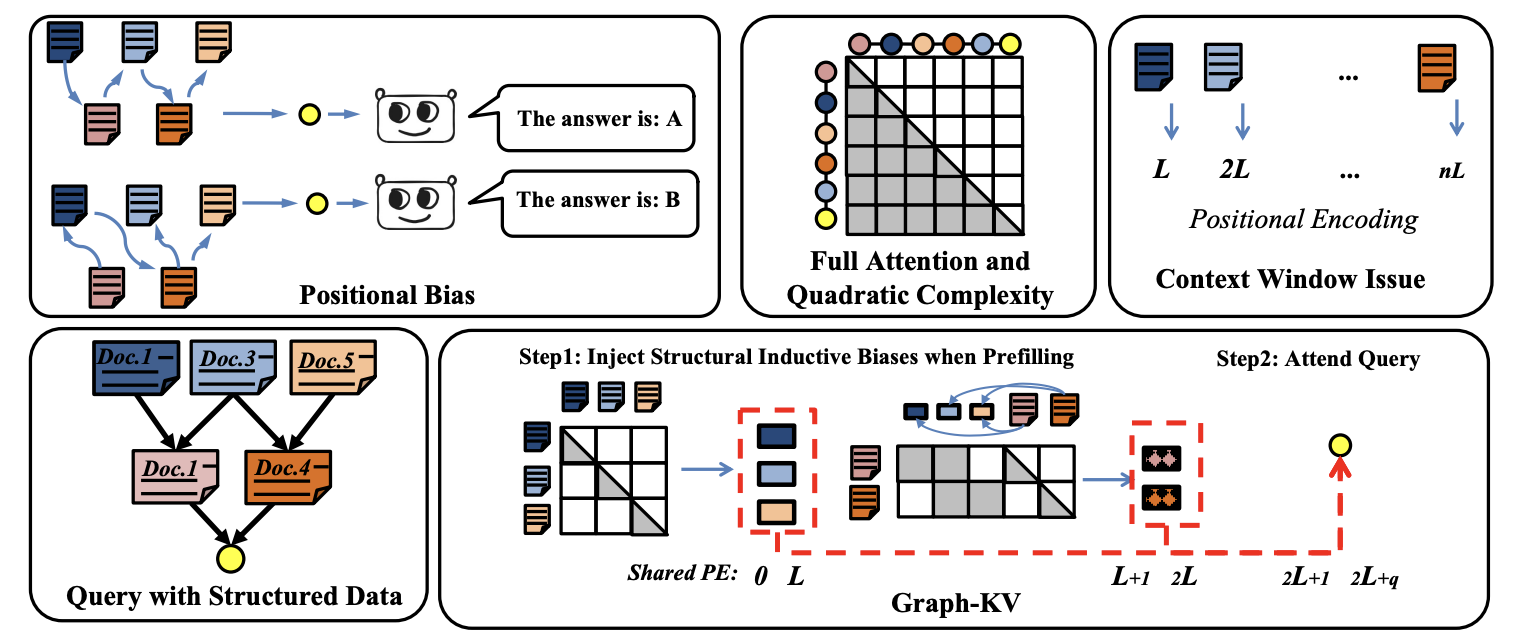 The answer is: A
The answer is: B
Positional Bias
Full Attention and
Quadratic Complexity
...
L 2L ... nL
Positional Encoding
Context Window Issue
Doc.1 Doc.3 Doc.5
Doc.1 Doc.4
Query with Structured Data
Step1: Inject Structural Inductive Biases when Prefilling
Step2: Attend Query
Shared PE: 0 L L+1 2L 2L+1 2L+q
Graph-KV